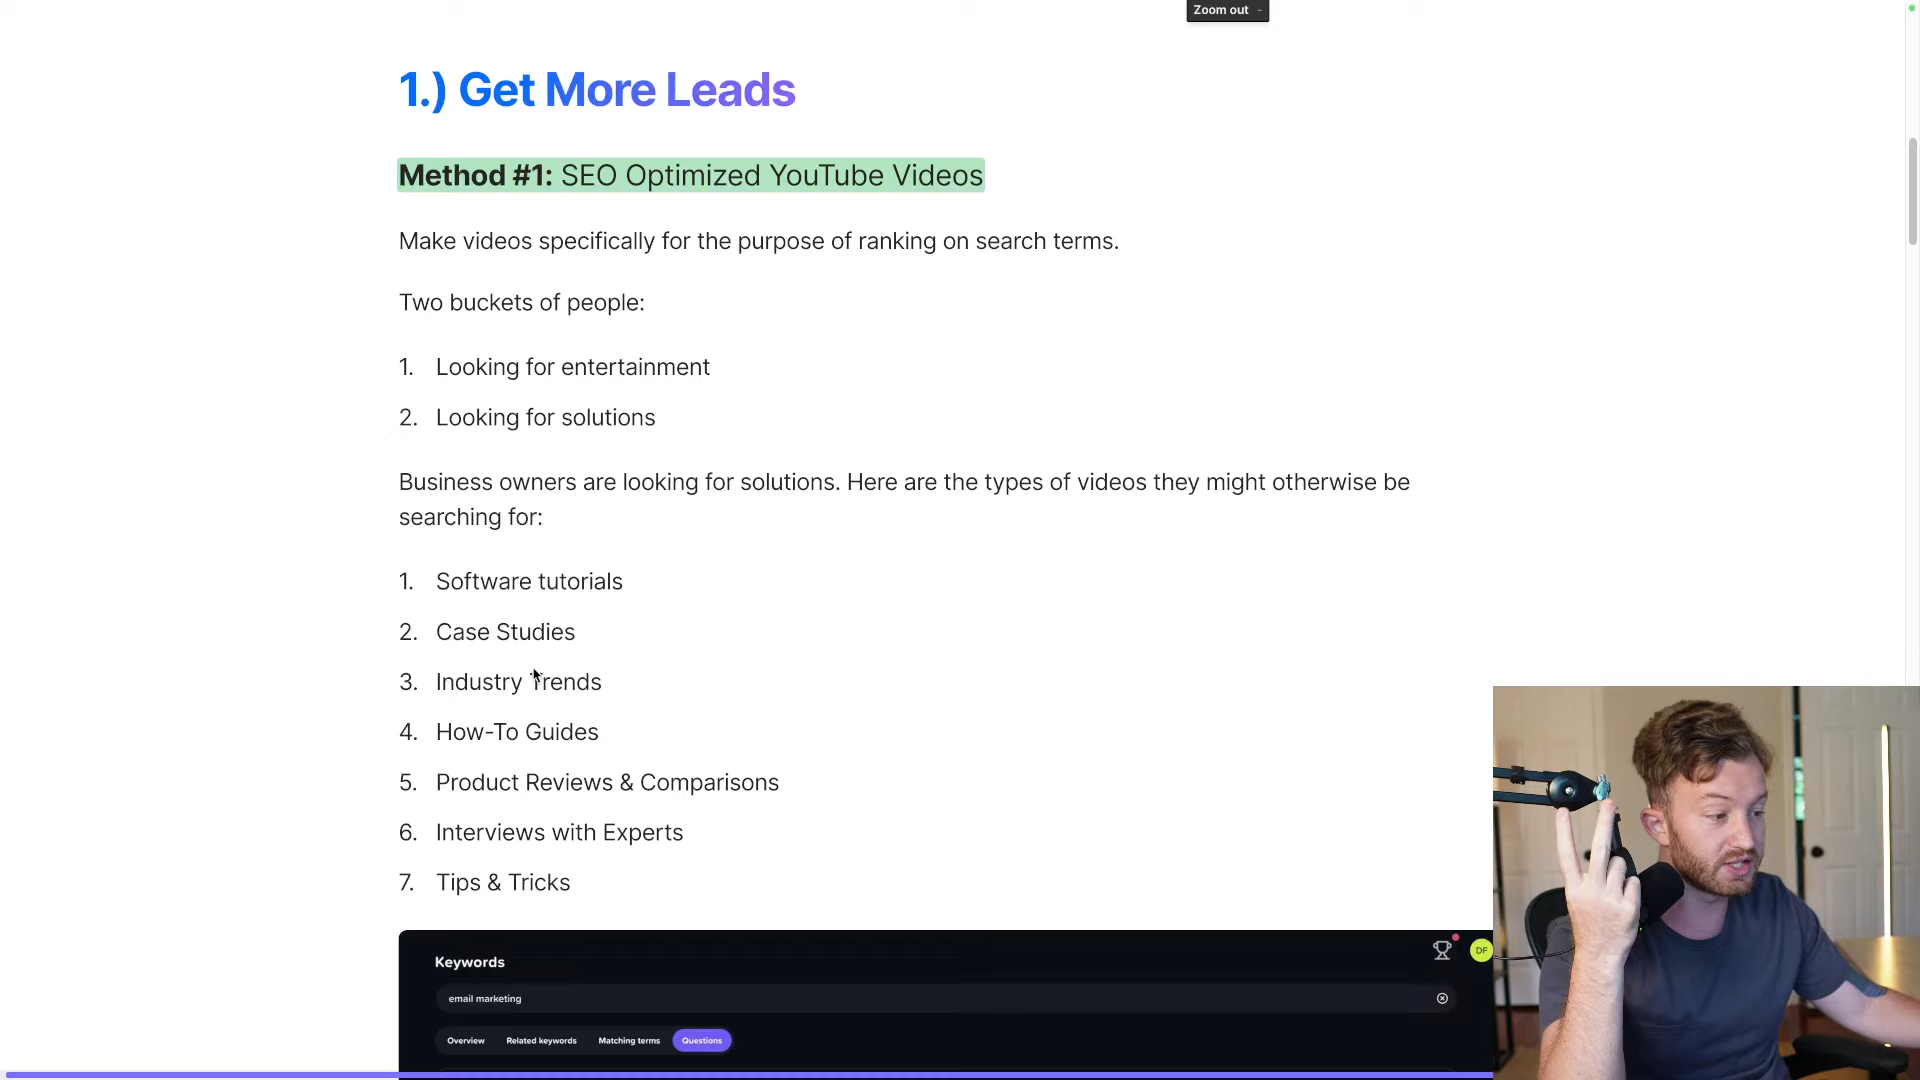 Zoom out -
1.) Get More Leads
Method #1: SEO Optimized YouTube Videos
Make videos specifically for the purpose of ranking on search terms.
Two buckets of people:
1. Looking for entertainment
2. Looking for solutions
Business owners are looking for solutions. Here are the types of videos they might otherwise be
searching for:
1. Software tutorials
2. Case Studies
3. Industry Trends
4. How-To Guides
5. Product Reviews & Comparisons
6. Interviews with Experts
7. Tips & Tricks
Keywords
DF
email marketing
Overview Related keywords Matching terms Questions